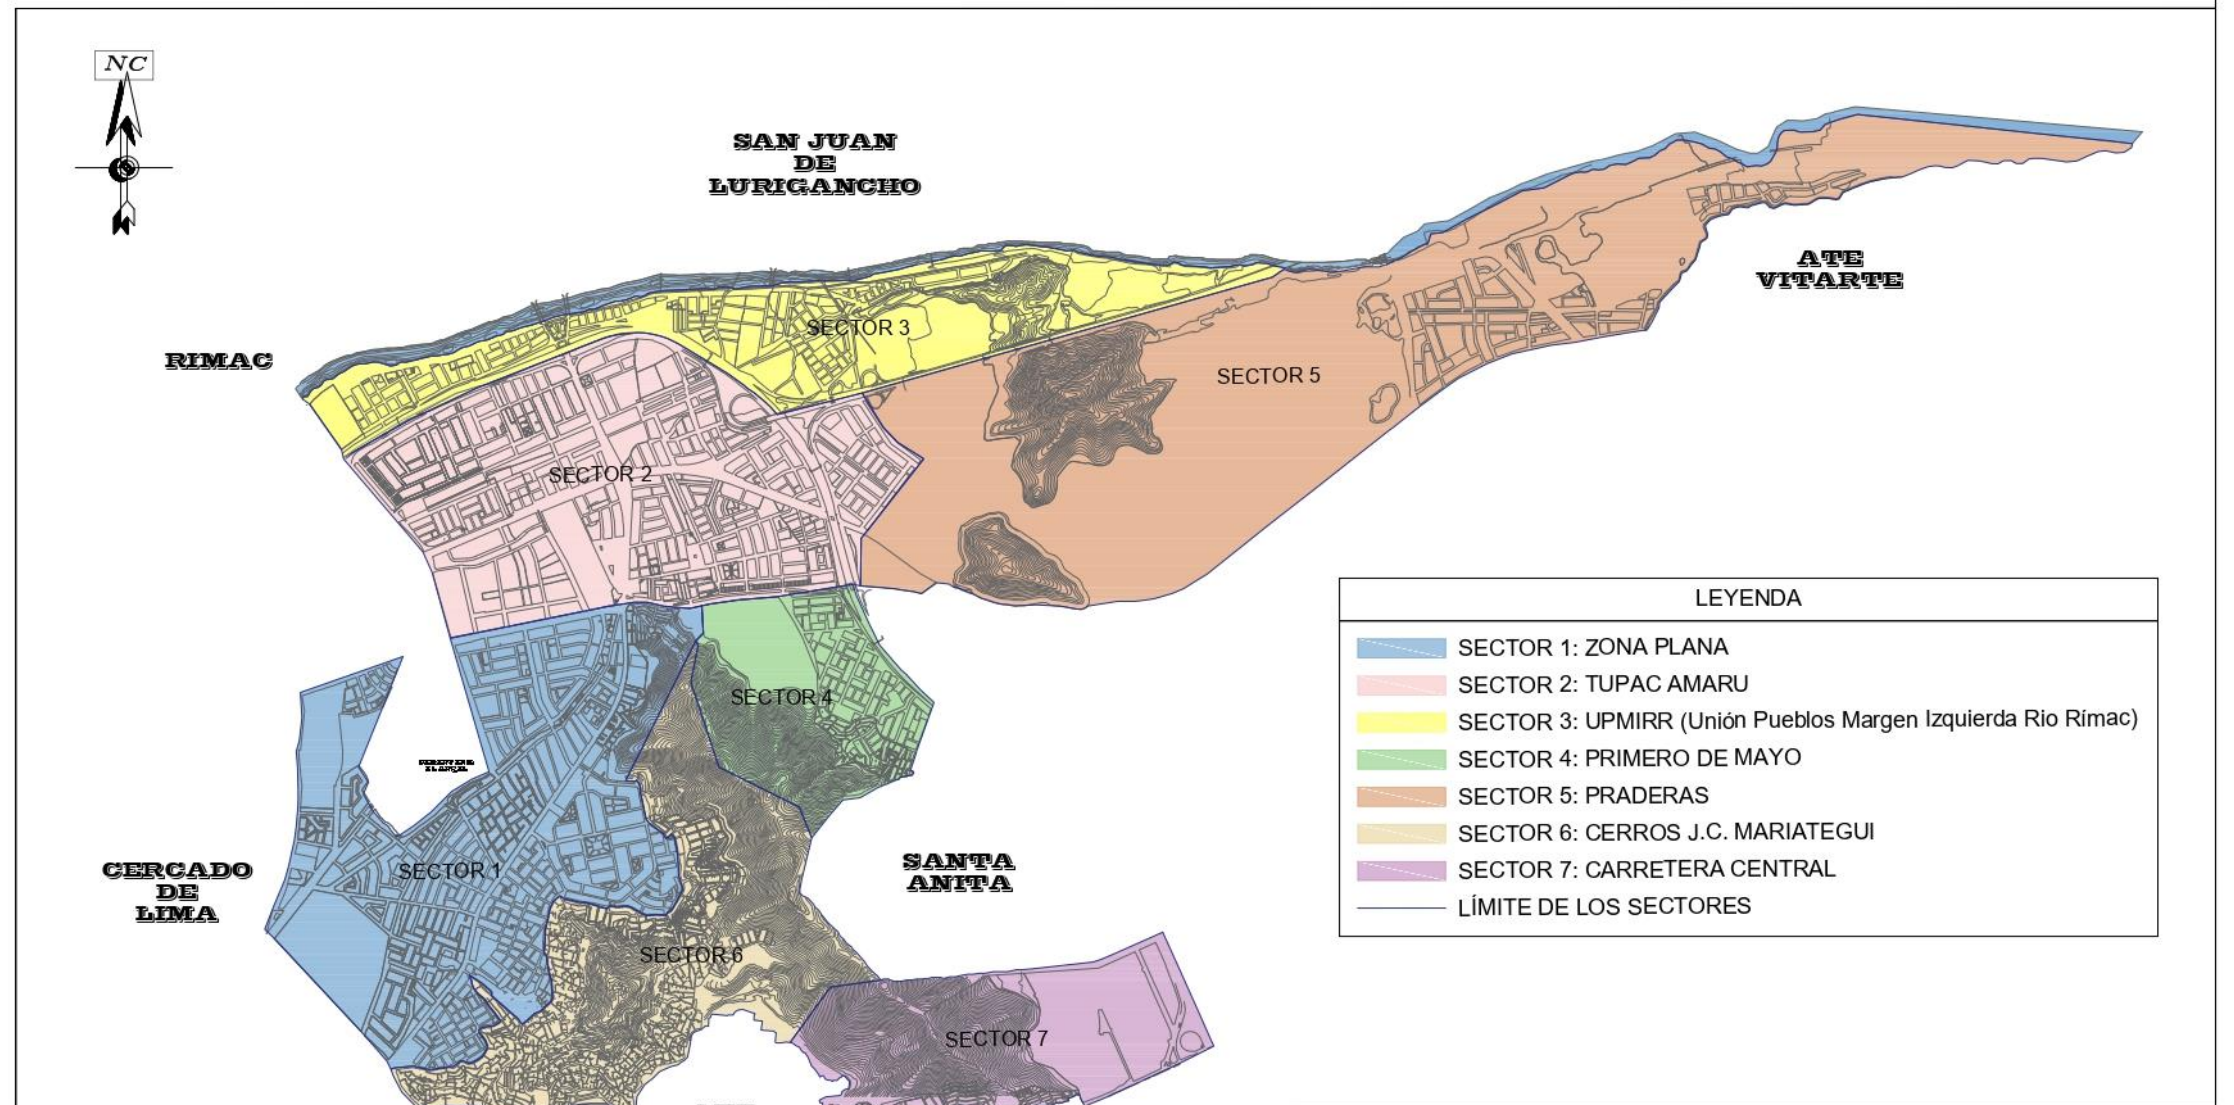 NC
SAN JUAN
DE
LURIGANCHO
ATE
VITARTE
RIMAC
SECTOR 3
SECTOR 5
SECTOR 2
SECTOR 4
SECTOR 1
CERCADO
DE
LIMA
SANTA
ANITA
SECTOR 6
SECTOR 7
LEYENDA
SECTOR 1: ZONA PLANA
SECTOR 2: TUPAC AMARU
SECTOR 3: UPMIRR (Unión Pueblos Margen Izquierda Rio Rímac)
SECTOR 4: PRIMERO DE MAYO
SECTOR 5: PRADERAS
SECTOR 6: CERROS J.C. MARIATEGUI
SECTOR 7: CARRETERA CENTRAL
LÍMITE DE LOS SECTORES